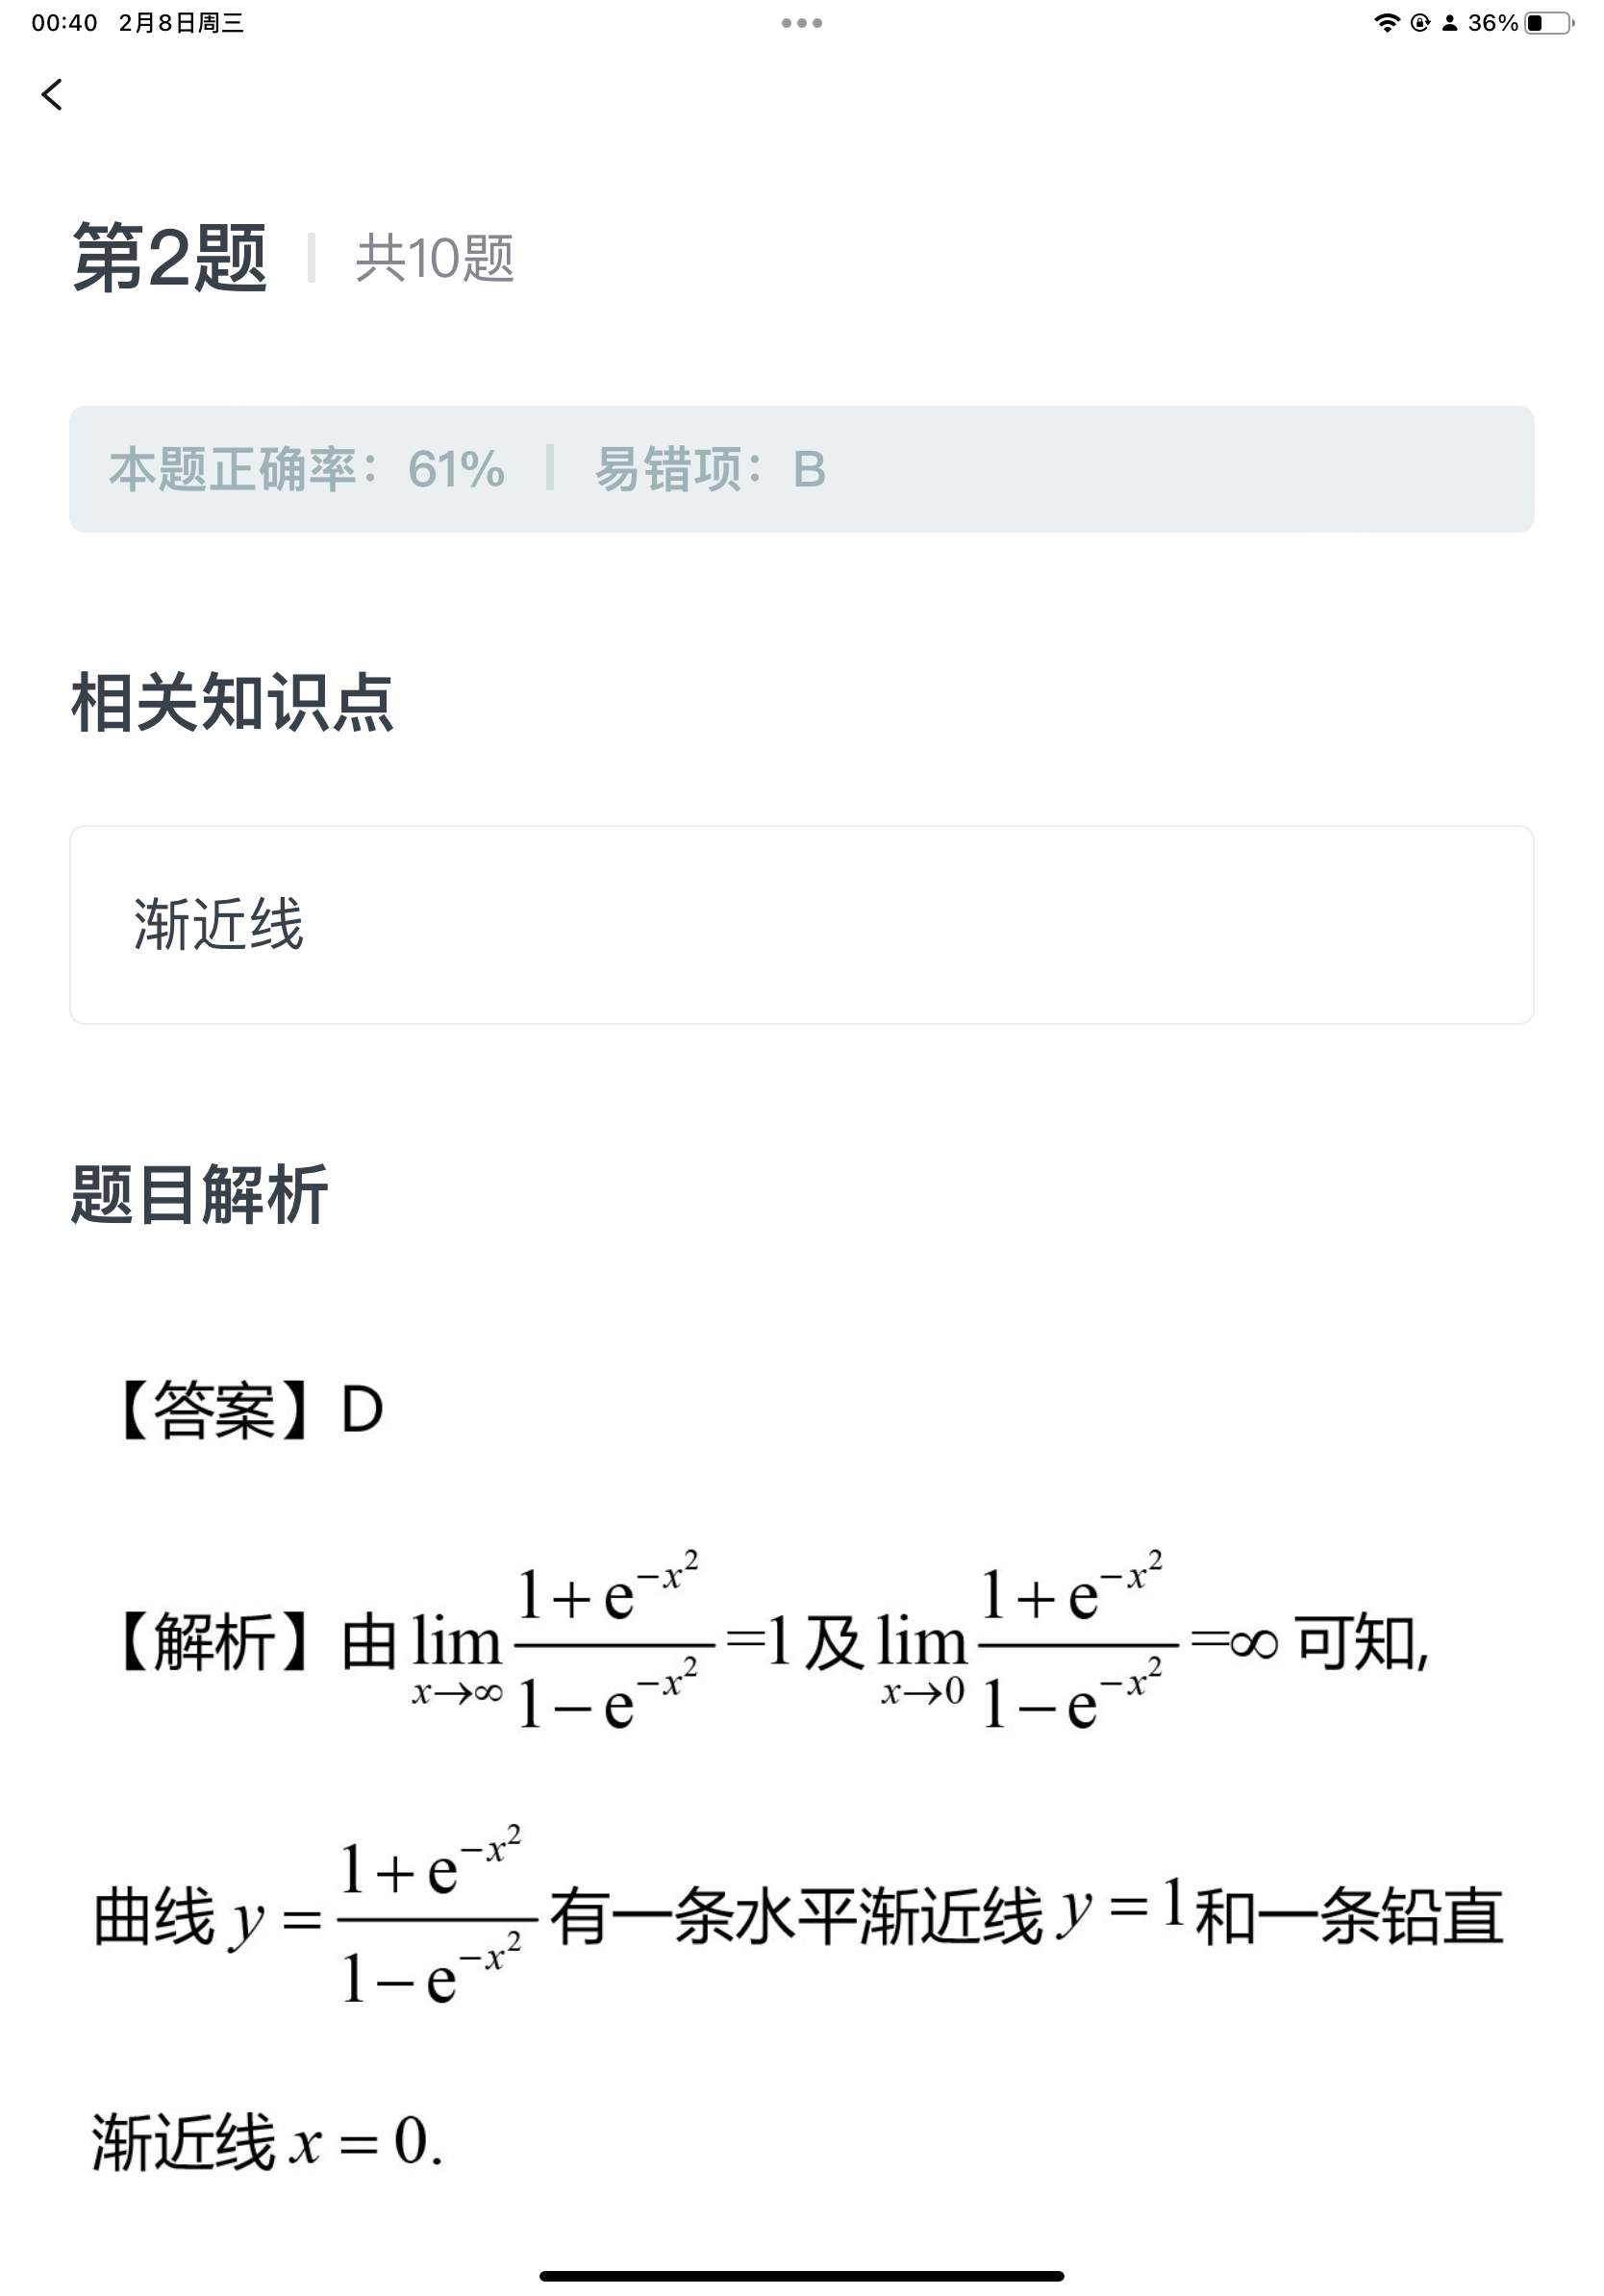 00:40 2月8日周三 36%
第2题 共10题
本题正确率：61% 易错项：B
相关知识点
渐近线
题目解析
【答案】D
【解析】由 $\lim_{x\to\infty}\frac{1+e^{-x^2}}{1-e^{-x^2}}=1$ 及 $\lim_{x\to 0}\frac{1+e^{-x^2}}{1-e^{-x^2}}=\infty$ 可知,
曲线 $y=\frac{1+e^{-x^2}}{1-e^{-x^2}}$ 有一条水平渐近线 $y=1$ 和一条铅直
渐近线 $x=0$.